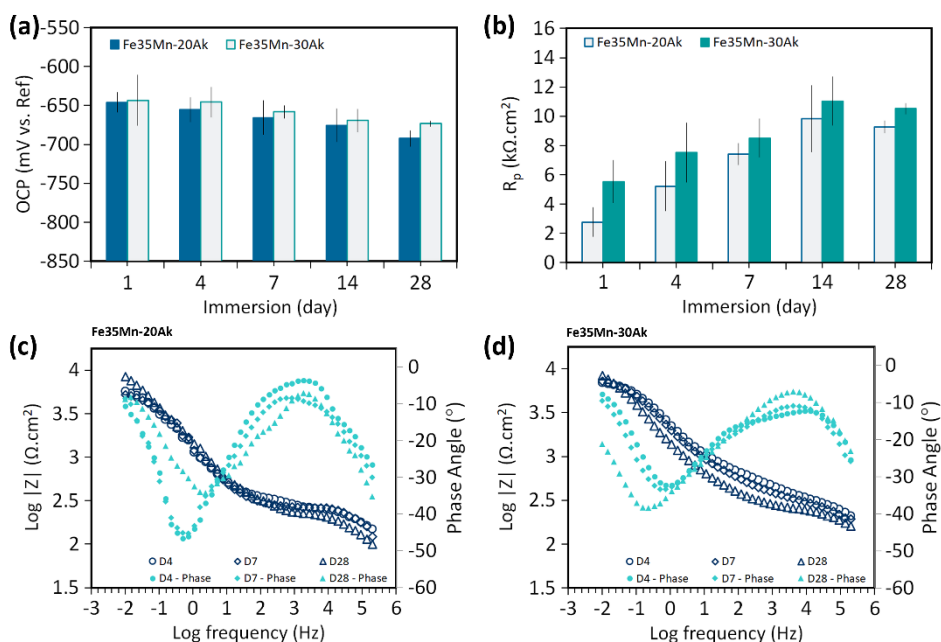 (a)
Fe35Mn-20Ak Fe35Mn-30Ak
OCP (mV vs. Ref)
-550
-600
-650
-700
-750
-800
-850
1 4 7 14 28
Immersion (day)
(b)
Fe35Mn-20Ak Fe35Mn-30Ak
Rp (kΩ.cm²)
16
14
12
10
8
6
4
2
0
1 4 7 14 28
Immersion (day)
Fe35Mn-20Ak
(c)
Log |Z| (Ω.cm²)
4
3.5
3
2.5
2
1.5
D4 D7 D28
D4 - Phase D7 - Phase D28 - Phase
0
-10
-20
-30
-40
-50
-60
Phase Angle (°)
-3 -2 -1 0 1 2 3 4 5 6
Log frequency (Hz)
Fe35Mn-30Ak
(d)
Log |Z| (Ω.cm²)
4
3.5
3
2.5
2
1.5
D4 D7 D28
D4 - Phase D7 - Phase D28 - Phase
0
-10
-20
-30
-40
-50
-60
Phase Angle (°)
-3 -2 -1 0 1 2 3 4 5 6
Log frequency (Hz)